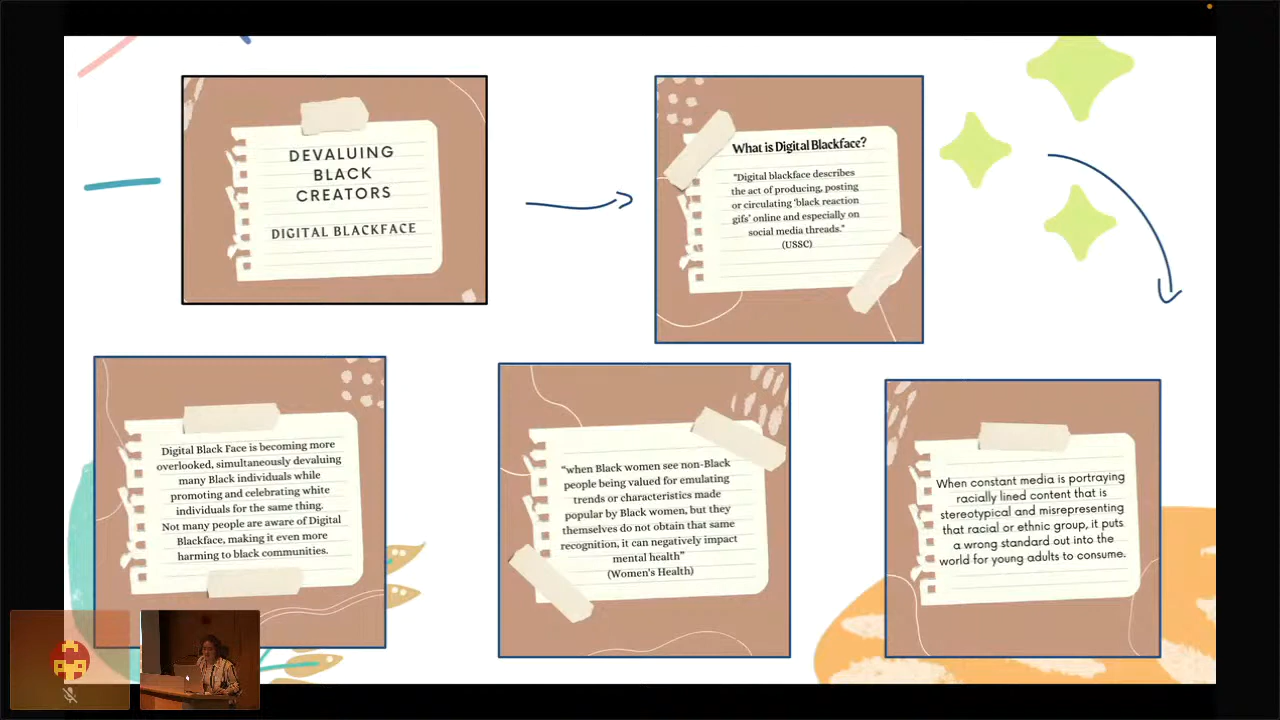 DEVALUING
BLACK
CREATORS
DIGITAL BLACKFACE
What is Digital Blackface?
"Digital blackface describes
the act of producing, posting
or circulating 'black reaction
gifs' online and especially on
social media threads."
(USSC)
Digital Black Face is becoming more
overlooked, simultaneously devaluing
many Black individuals while
promoting and celebrating white
individuals for the same thing.
Not many people are aware of Digital
Blackface, making it even more
harming to black communities.
"when Black women see non-Black
people being valued for emulating
trends or characteristics made
popular by Black women, but they
themselves do not obtain that same
recognition, it can negatively impact
mental health"
(Women's Health)
When constant media is portraying
racially lined content that is
stereotypical and misrepresenting
that racial or ethnic group, it puts
a wrong standard out into the
world for young adults to consume.